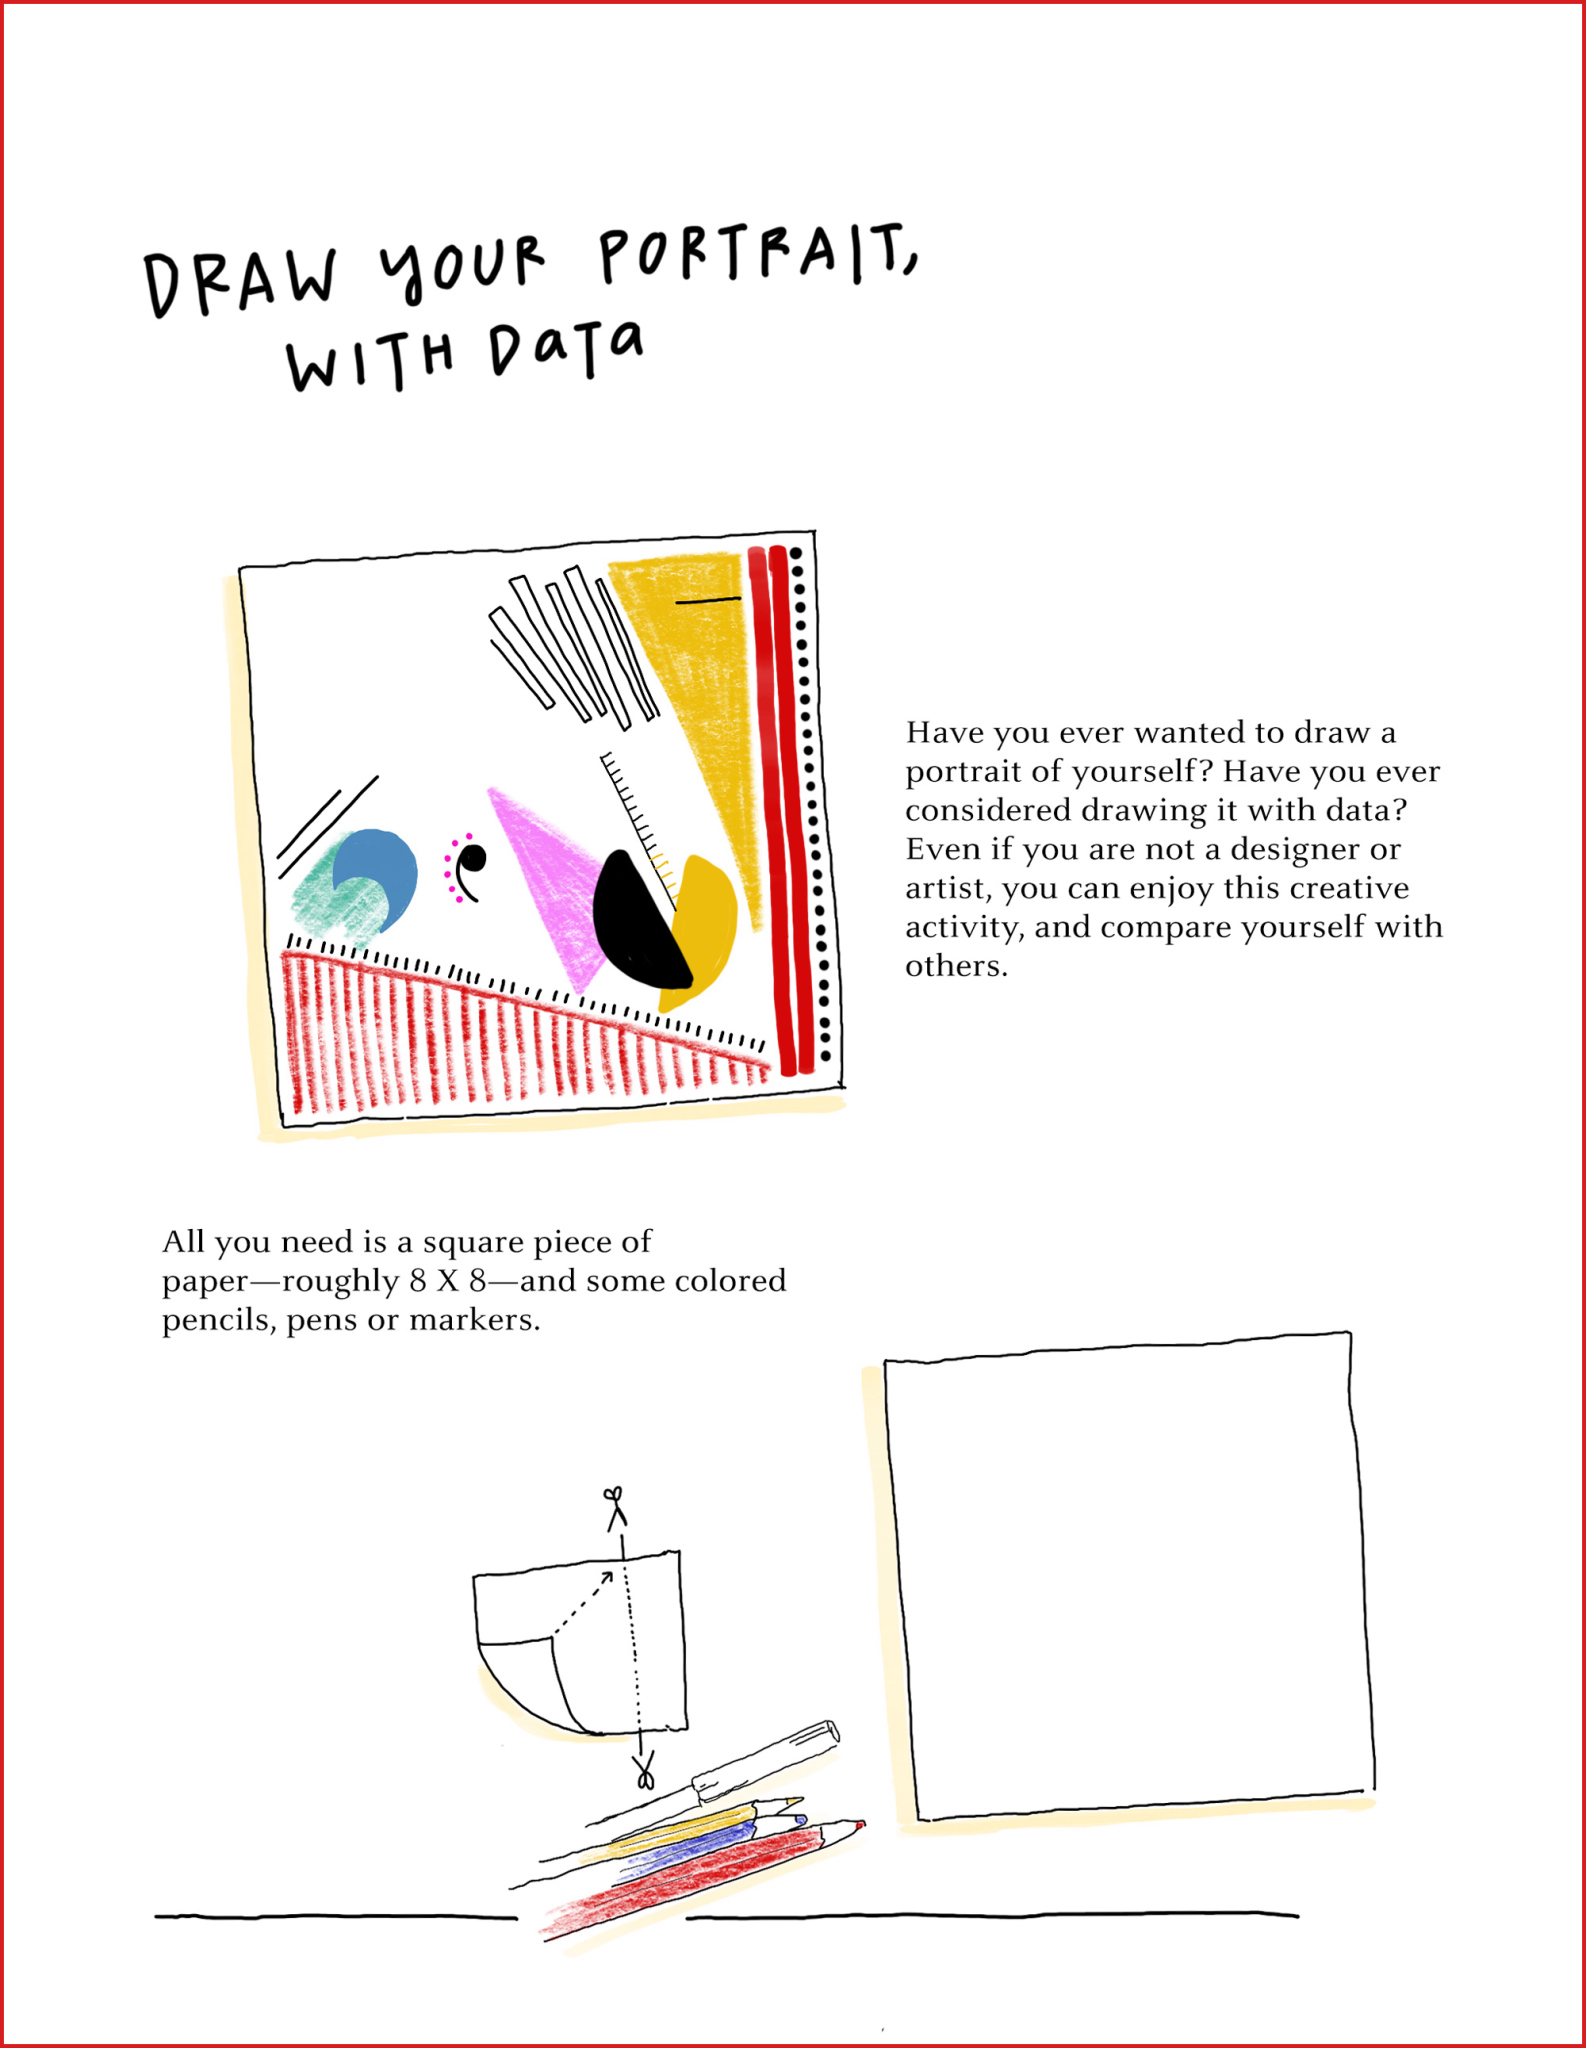 DRAW YOUR PORTRAIT,
WITH DaTa
Have you ever wanted to draw a
portrait of yourself? Have you ever
considered drawing it with data?
Even if you are not a designer or
artist, you can enjoy this creative
activity, and compare yourself with
others.
All you need is a square piece of
paper—roughly 8 X 8—and some colored
pencils, pens or markers.